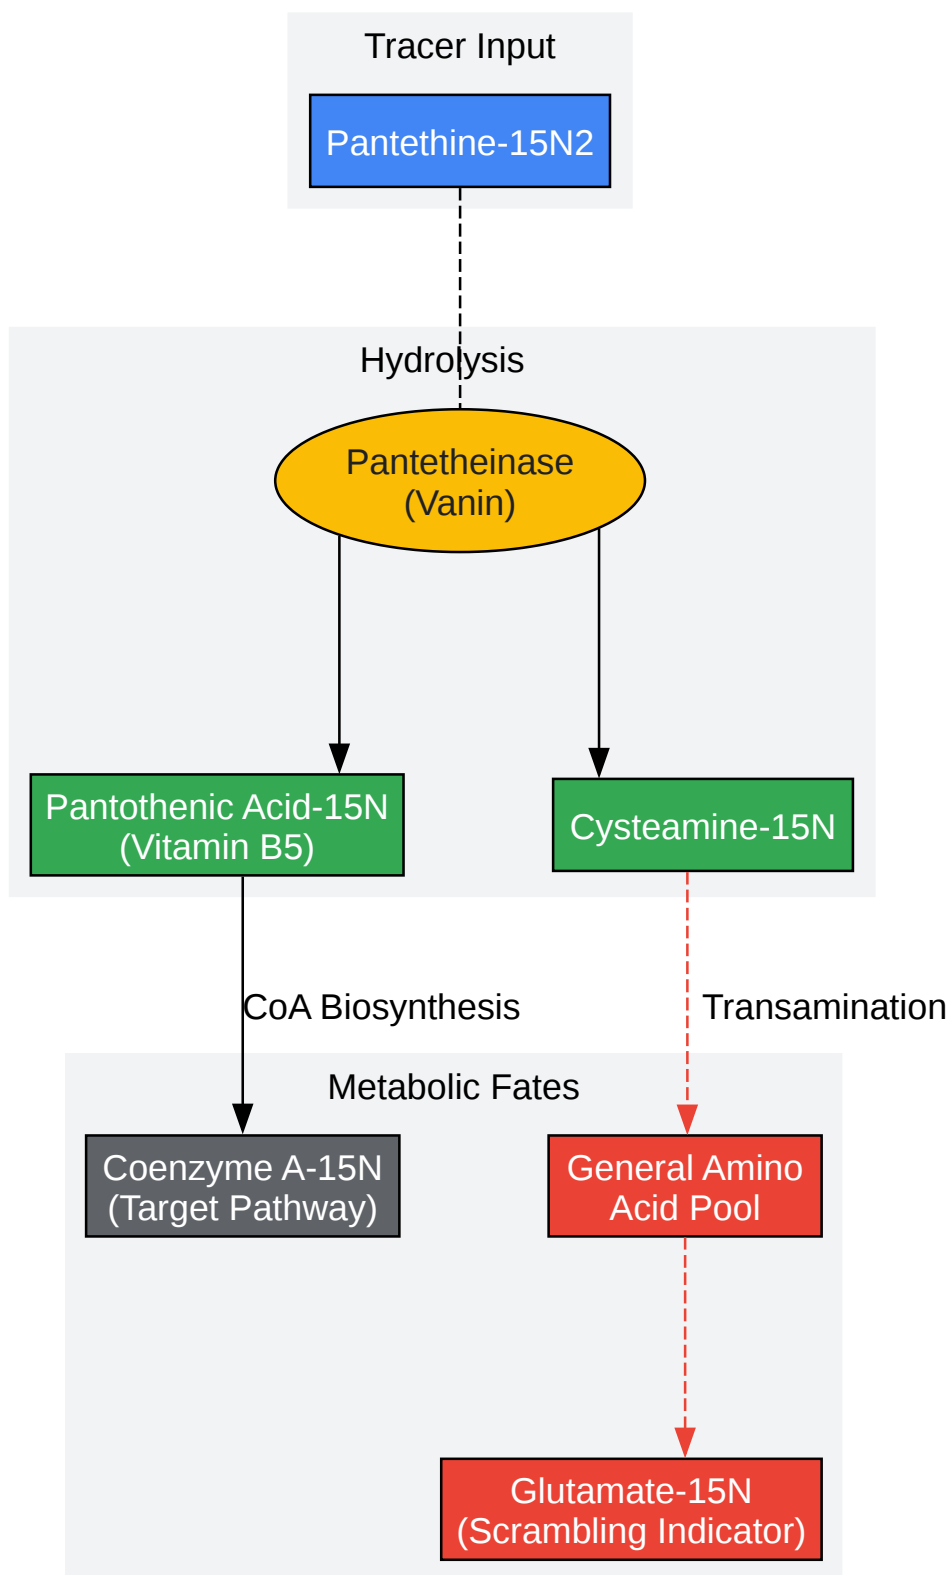 Tracer Input
Pantethine-15N2
Hydrolysis
Pantetheinase
(Vanin)
Pantothenic Acid-15N
(Vitamin B5)
Cysteamine-15N
CoA Biosynthesis
Transamination
Metabolic Fates
Coenzyme A-15N
(Target Pathway)
General Amino
Acid Pool
Glutamate-15N
(Scrambling Indicator)